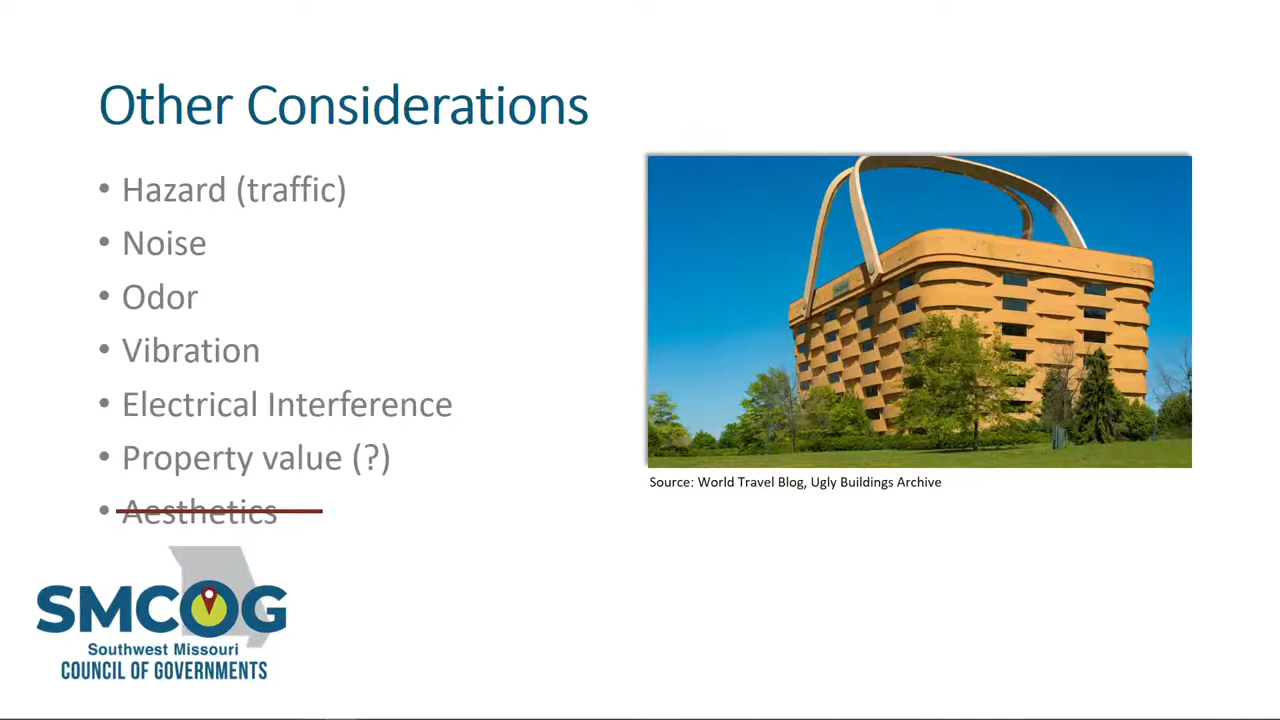 Other Considerations
• Hazard (traffic)
• Noise
• Odor
• Vibration
• Electrical Interference
• Property value (?)
• Aesthetics
Source: World Travel Blog, Ugly Buildings Archive
SMCOG
Southwest Missouri
COUNCIL OF GOVERNMENTS